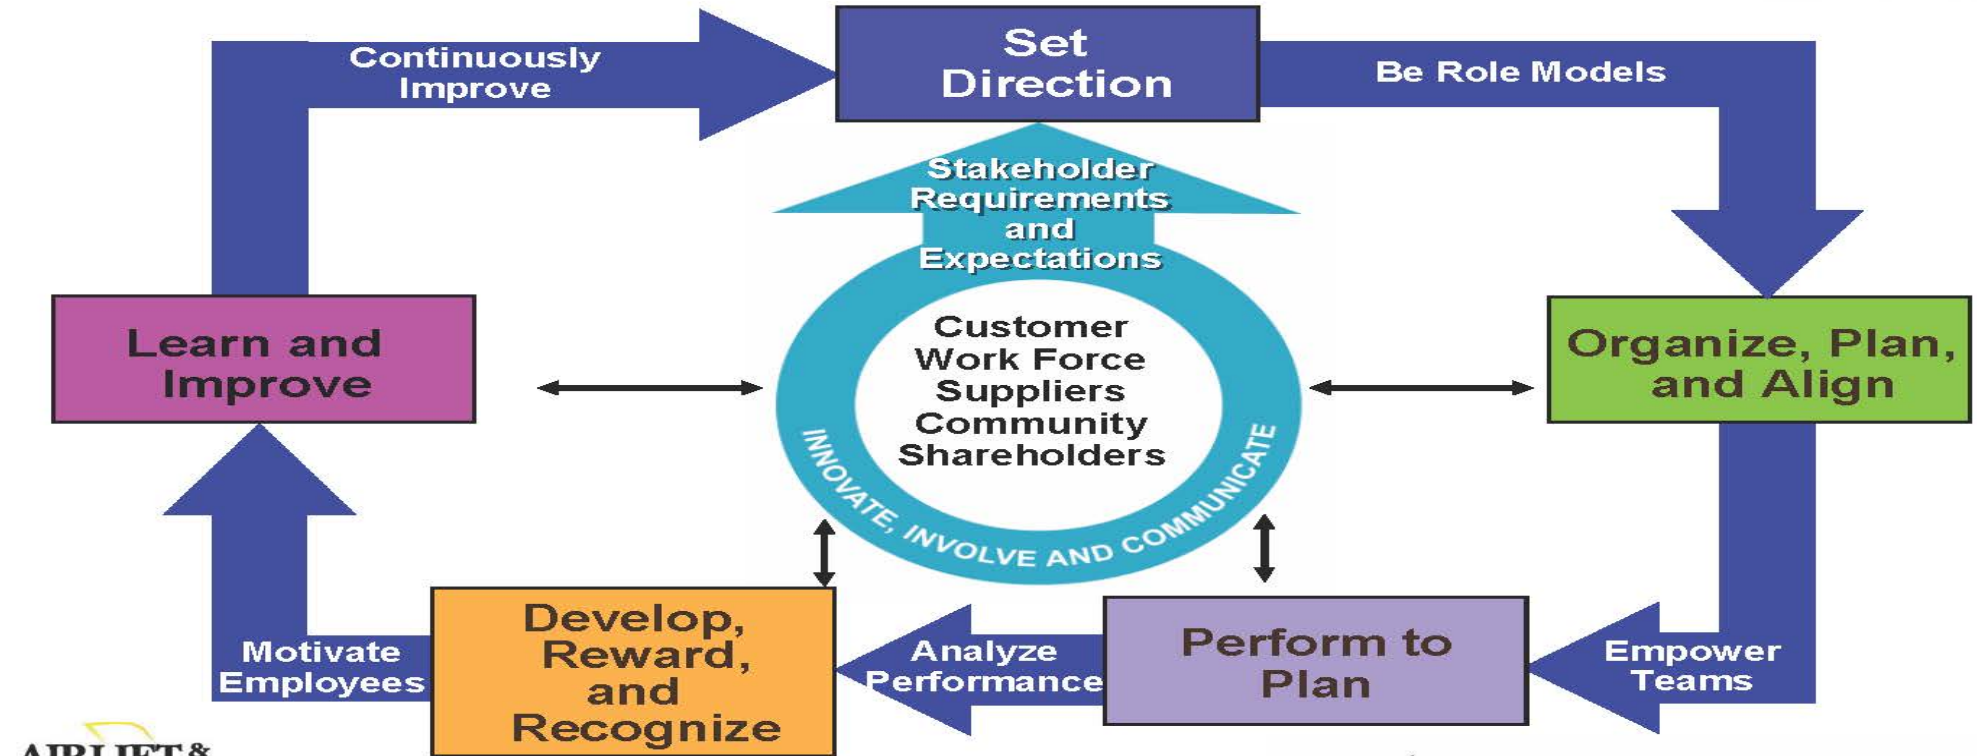 Continuously
Improve
Set
Direction
Be Role Models
Stakeholder
Requirements
and
Expectations
Learn and
Improve
Customer
Work Force
Suppliers
Community
Shareholders
Organize, Plan,
and Align
INNOVATE, INVOLVE AND COMMUNICATE
Motivate
Employees
Develop,
Reward,
and
Recognize
Analyze
Performance
Perform to
Plan
Empower
Teams
AIRLIFT &